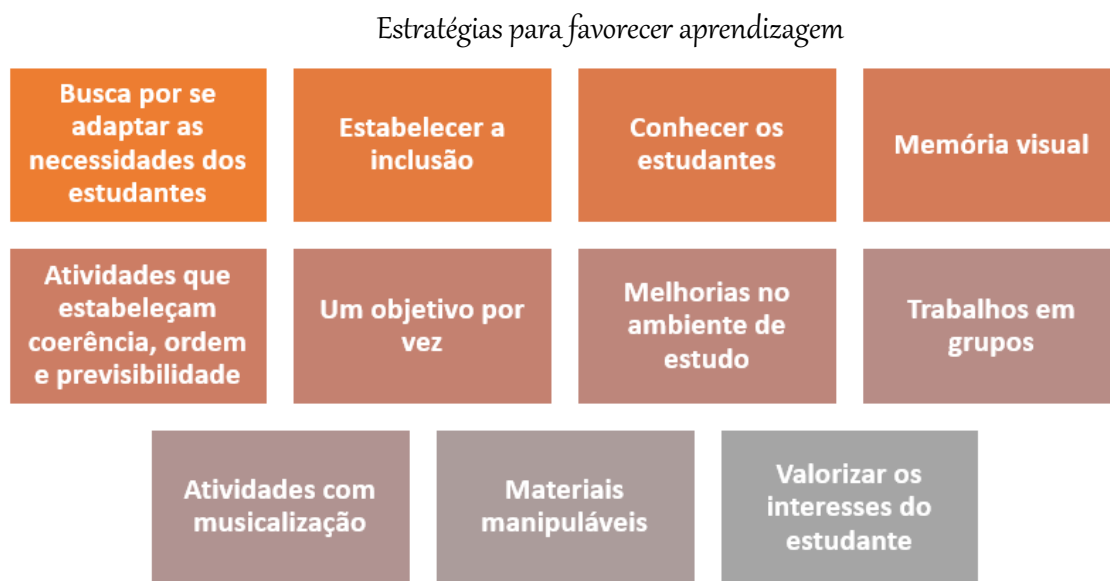 Estratégias para favorecer aprendizagem
Busca por se
adaptar as
necessidades dos
estudantes
Estabelecer a
inclusão
Conhecer os
estudantes
Memória visual
Atividades que
estabeleçam
coerência, ordem
e previsibilidade
Um objetivo por
vez
Melhorias no
ambiente de
estudo
Trabalhos em
grupos
Atividades com
musicalização
Materiais
manipuláveis
Valorizar os
interesses do
estudante